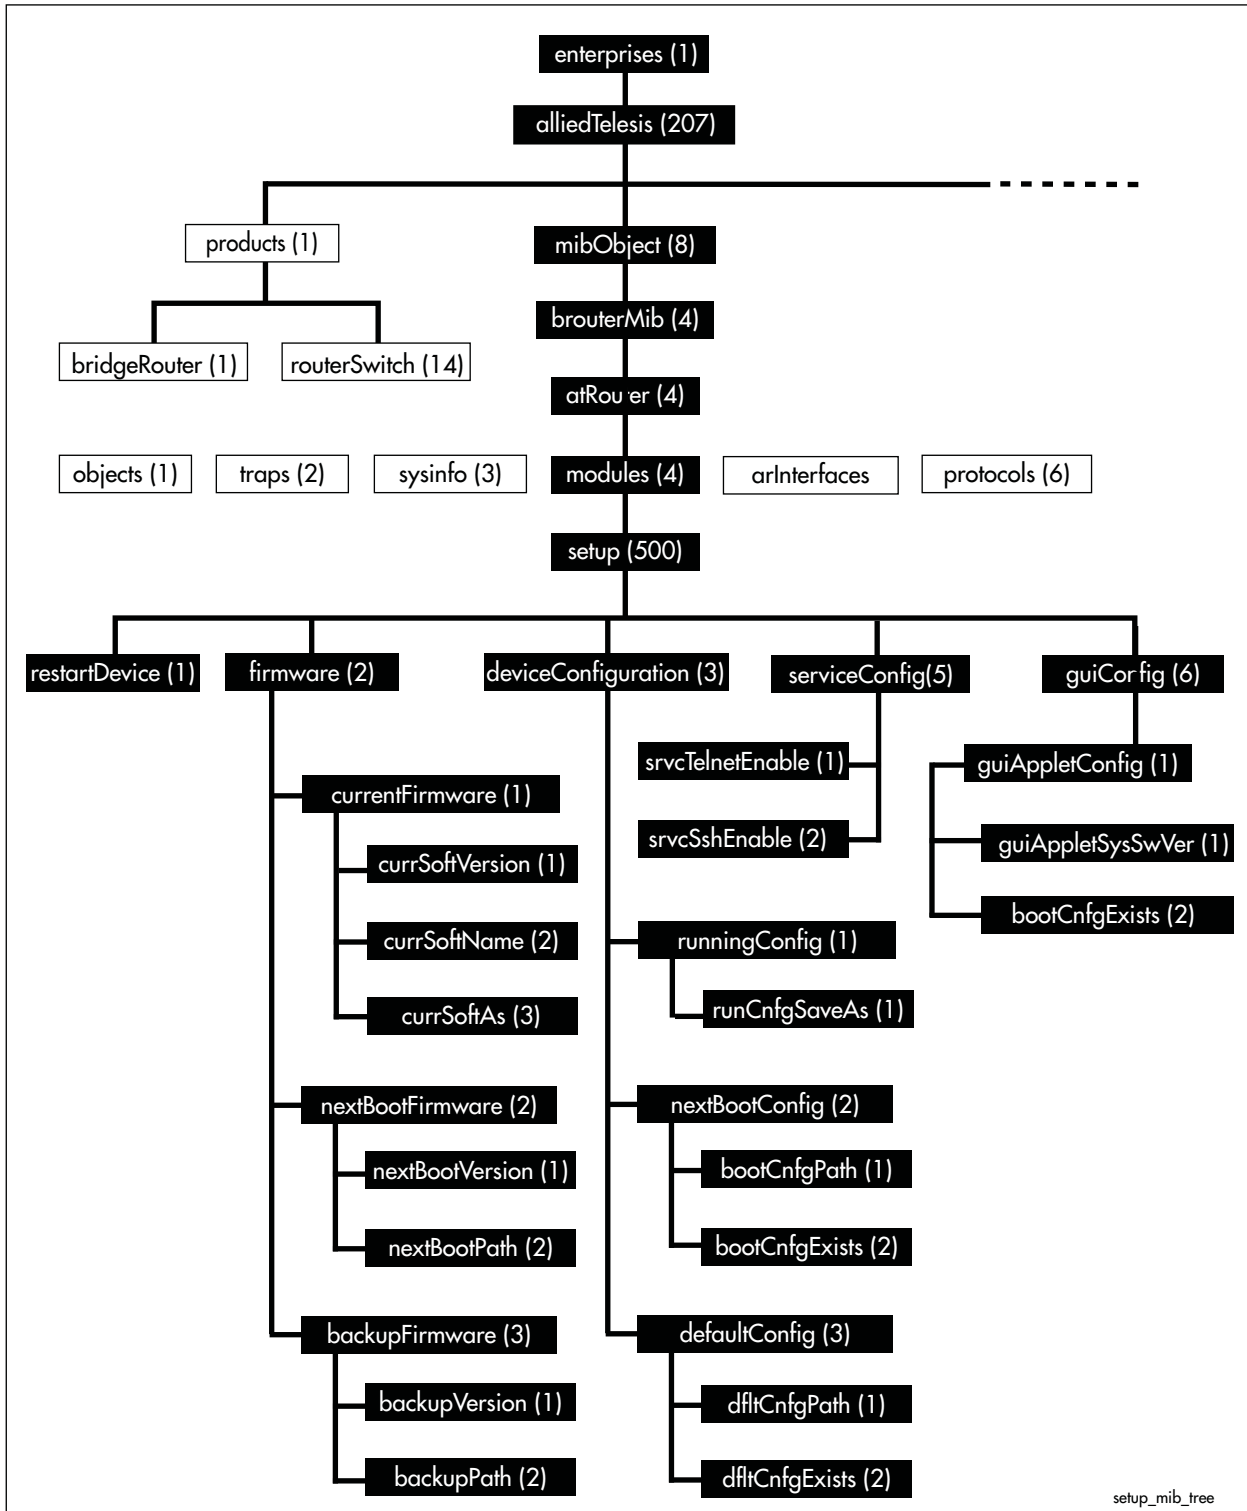 enterprises (1)
alliedTelesis (207)
products (1)
mibObject (8)
brouterMib (4)
bridgeRouter (1)
routerSwitch (14)
atRouter (4)
objects (1)
traps (2)
sysinfo (3)
modules (4)
arInterfaces
protocols (6)
setup (500)
restartDevice (1)
firmware (2)
deviceConfiguration (3)
serviceConfig(5)
guiConfig (6)
srvcTelnetEnable (1)
guiAppletConfig (1)
currentFirmware (1)
srvcSshEnable (2)
guiAppletSysSwVer (1)
currSoftVersion (1)
bootCnfgExists (2)
currSoftName (2)
runningConfig (1)
currSoftAs (3)
runCnfgSaveAs (1)
nextBootFirmware (2)
nextBootConfig (2)
nextBootVersion (1)
bootCnfgPath (1)
nextBootPath (2)
bootCnfgExists (2)
backupFirmware (3)
defaultConfig (3)
backupVersion (1)
dfltCnfgPath (1)
backupPath (2)
dfltCnfgExists (2)
setup_mib_tree